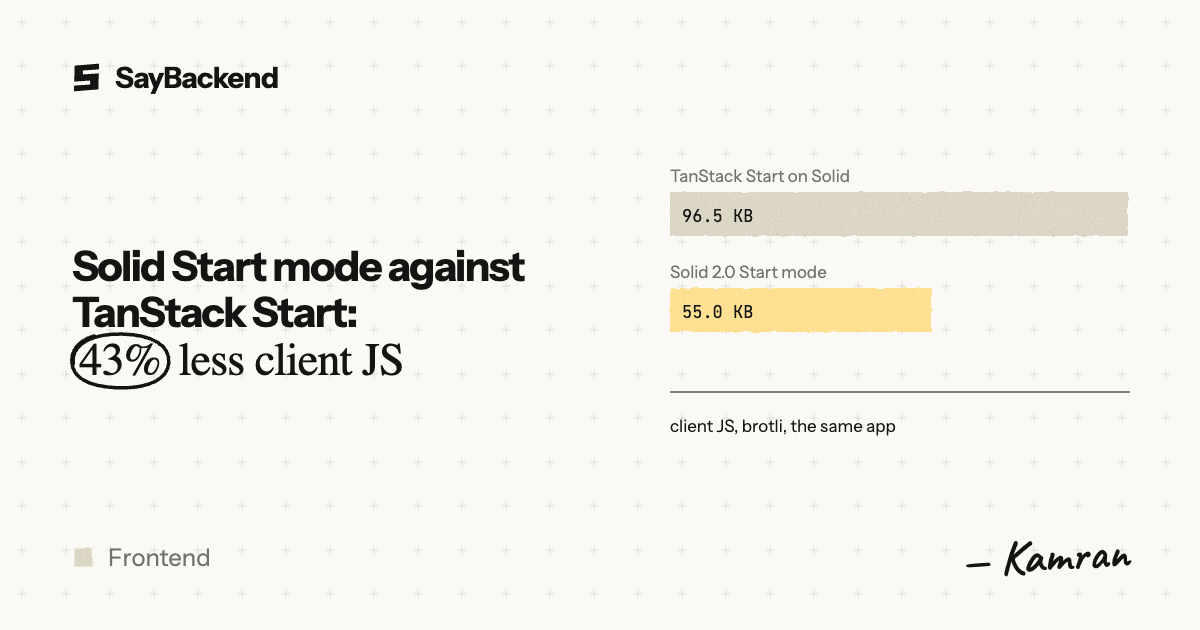 SayBackend
Solid Start mode against
TanStack Start:
43% less client JS
TanStack Start on Solid
96.5 KB
Solid 2.0 Start mode
55.0 KB
client JS, brotli, the same app
Frontend
– Kamran